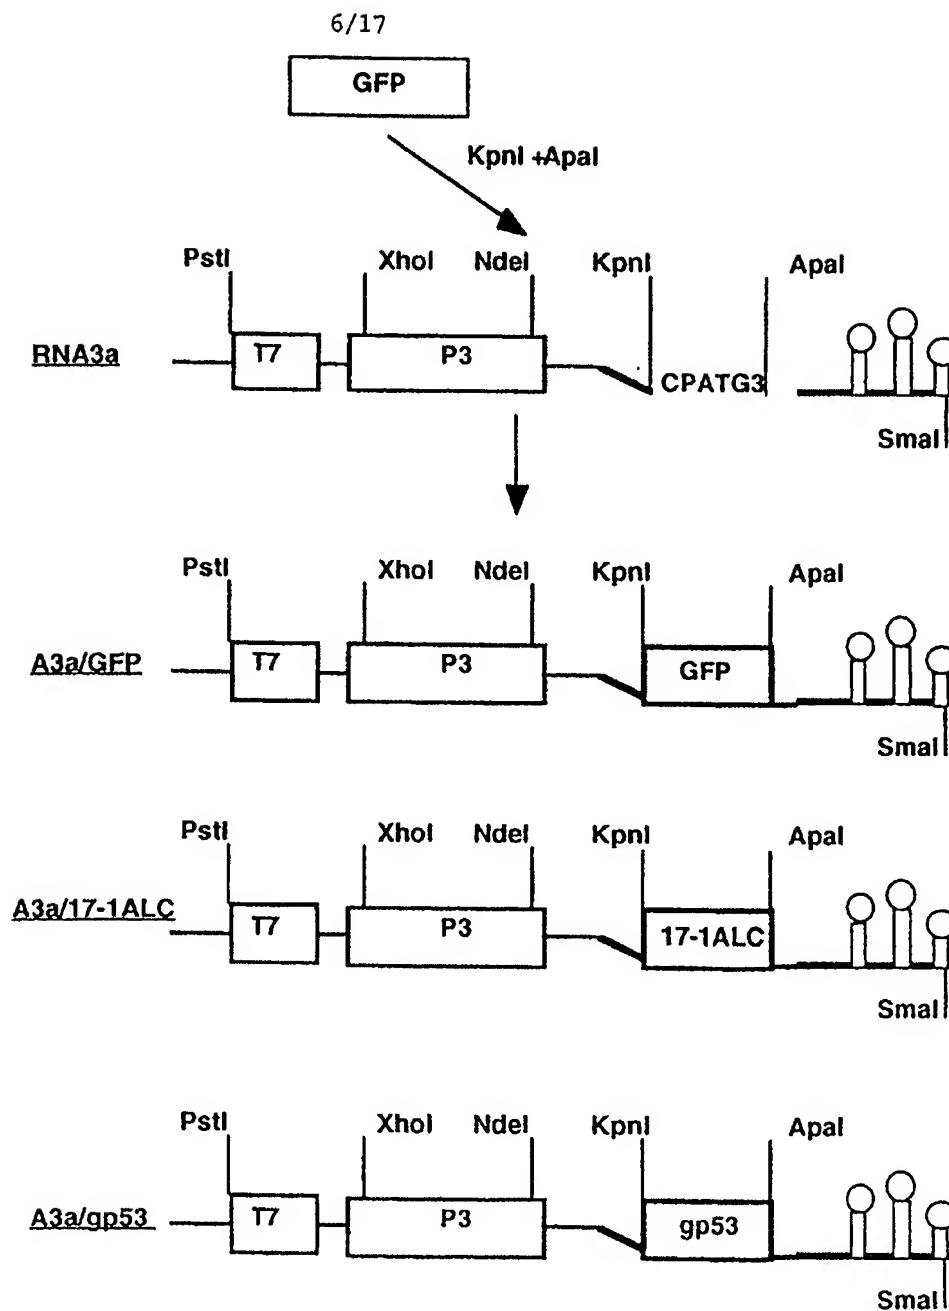 6/17
GFP
KpnI +ApaI
PstI XhoI NdeI KpnI ApaI
RNA3a T7 P3 CPATG3
SmaI
PstI XhoI NdeI KpnI ApaI
A3a/GFP T7 P3 GFP
SmaI
PstI XhoI NdeI KpnI ApaI
A3a/17-1ALC T7 P3 17-1ALC
SmaI
PstI XhoI NdeI KpnI ApaI
A3a/gp53 T7 P3 gp53
SmaI